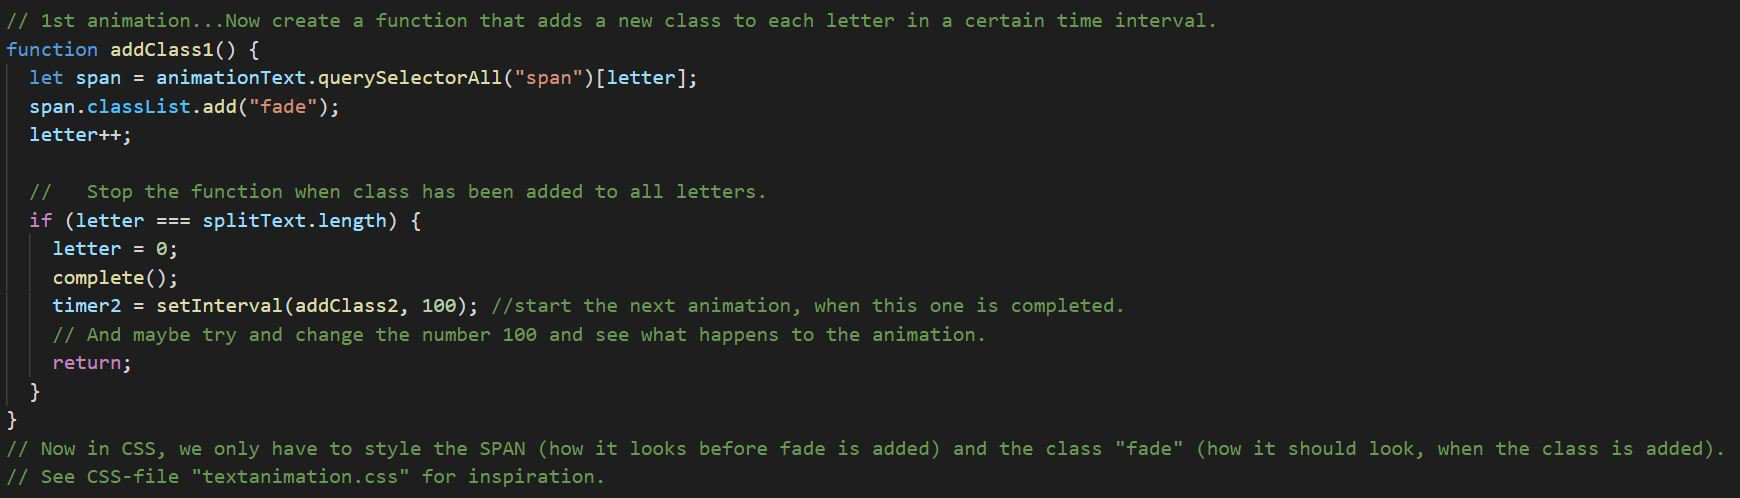 // 1st animation...Now create a function that adds a new class to each letter in a certain time interval.
function addClass1() {
  let span = animationText.querySelectorAll("span")[letter];
  span.classList.add("fade");
  letter++;

  //   Stop the function when class has been added to all letters.
  if (letter === splitText.length) {
    letter = 0;
    complete();
    timer2 = setInterval(addClass2, 100); //start the next animation, when this one is completed.
    // And maybe try and change the number 100 and see what happens to the animation.
    return;
  }
}
// Now in CSS, we only have to style the SPAN (how it looks before fade is added) and the class "fade" (how it should look, when the class is added).
// See CSS-file "textanimation.css" for inspiration.